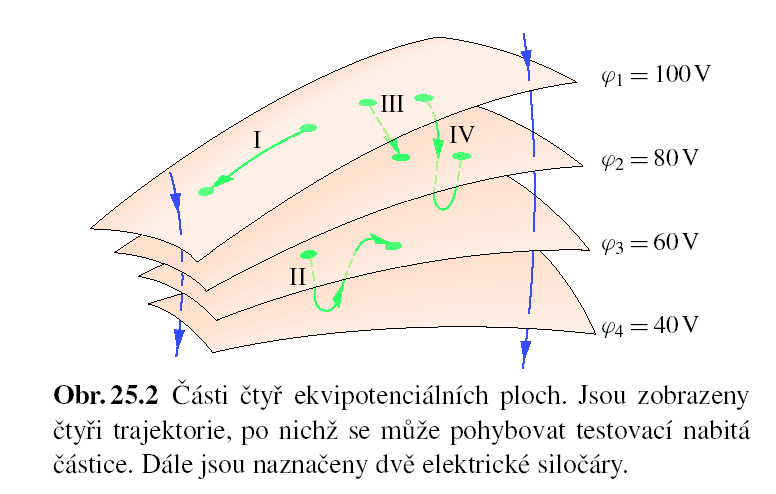 φ₁ = 100 V
III
I
IV
φ₂ = 80 V
φ₃ = 60 V
II
φ₄ = 40 V
Obr. 25.2 Části čtyř ekvipotenciálních ploch. Jsou zobrazeny
čtyři trajektorie, po nichž se může pohybovat testovací nabitá
částice. Dále jsou naznačeny dvě elektrické siločáry.